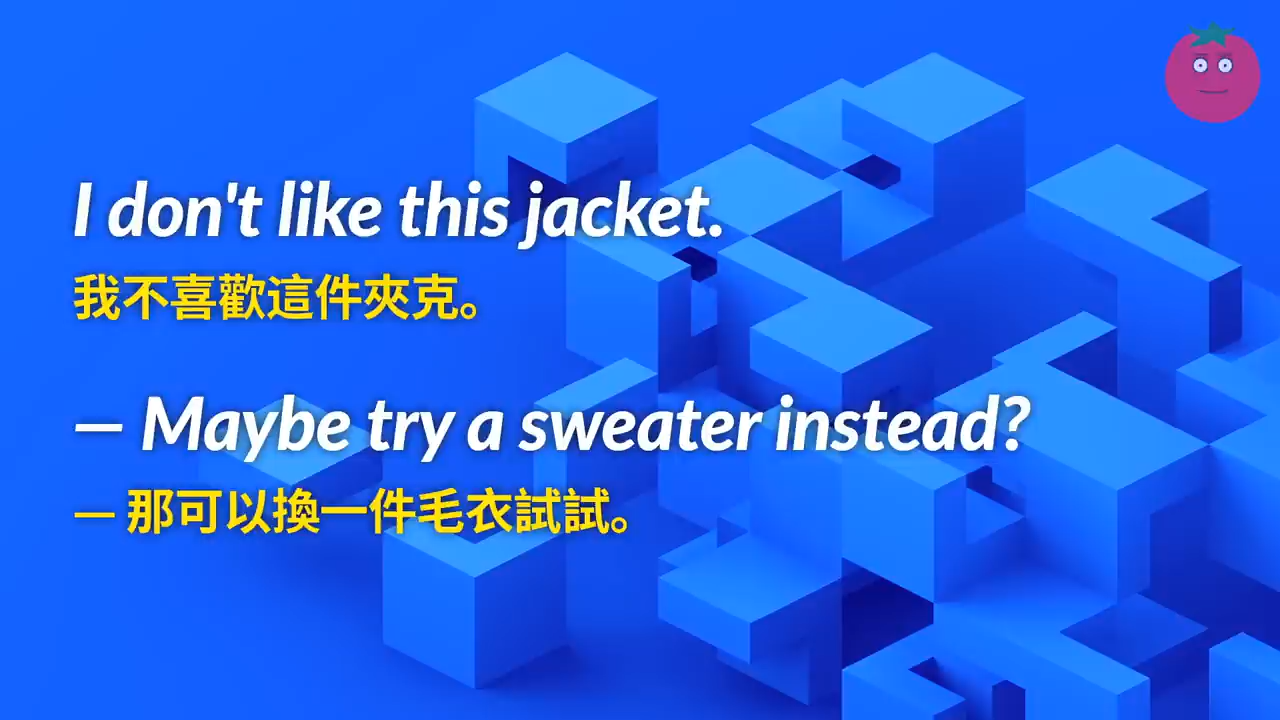 I don't like this jacket.
我不喜歡這件夾克。
— Maybe try a sweater instead?
— 那可以換一件毛衣試試。